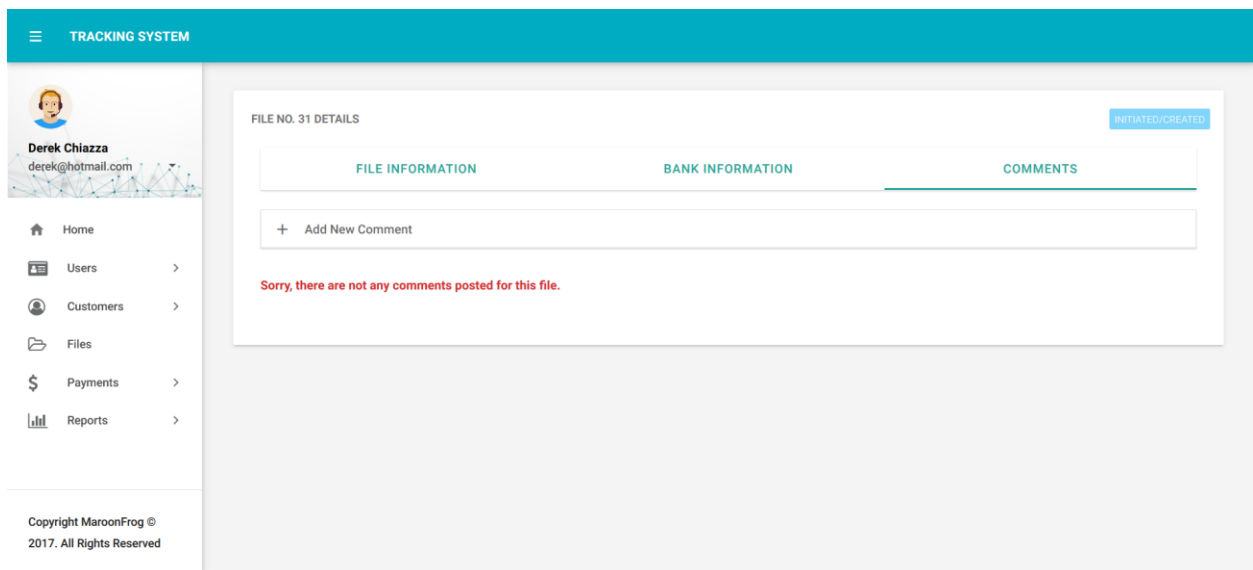 TRACKING SYSTEM
Derek Chiazza
derek@hotmail.com
Home
Users
Customers
Files
Payments
Reports
Copyright MaroonFrog ©
2017. All Rights Reserved
FILE NO. 31 DETAILS
INITIATED/CREATED
FILE INFORMATION
BANK INFORMATION
COMMENTS
+ Add New Comment
Sorry, there are not any comments posted for this file.